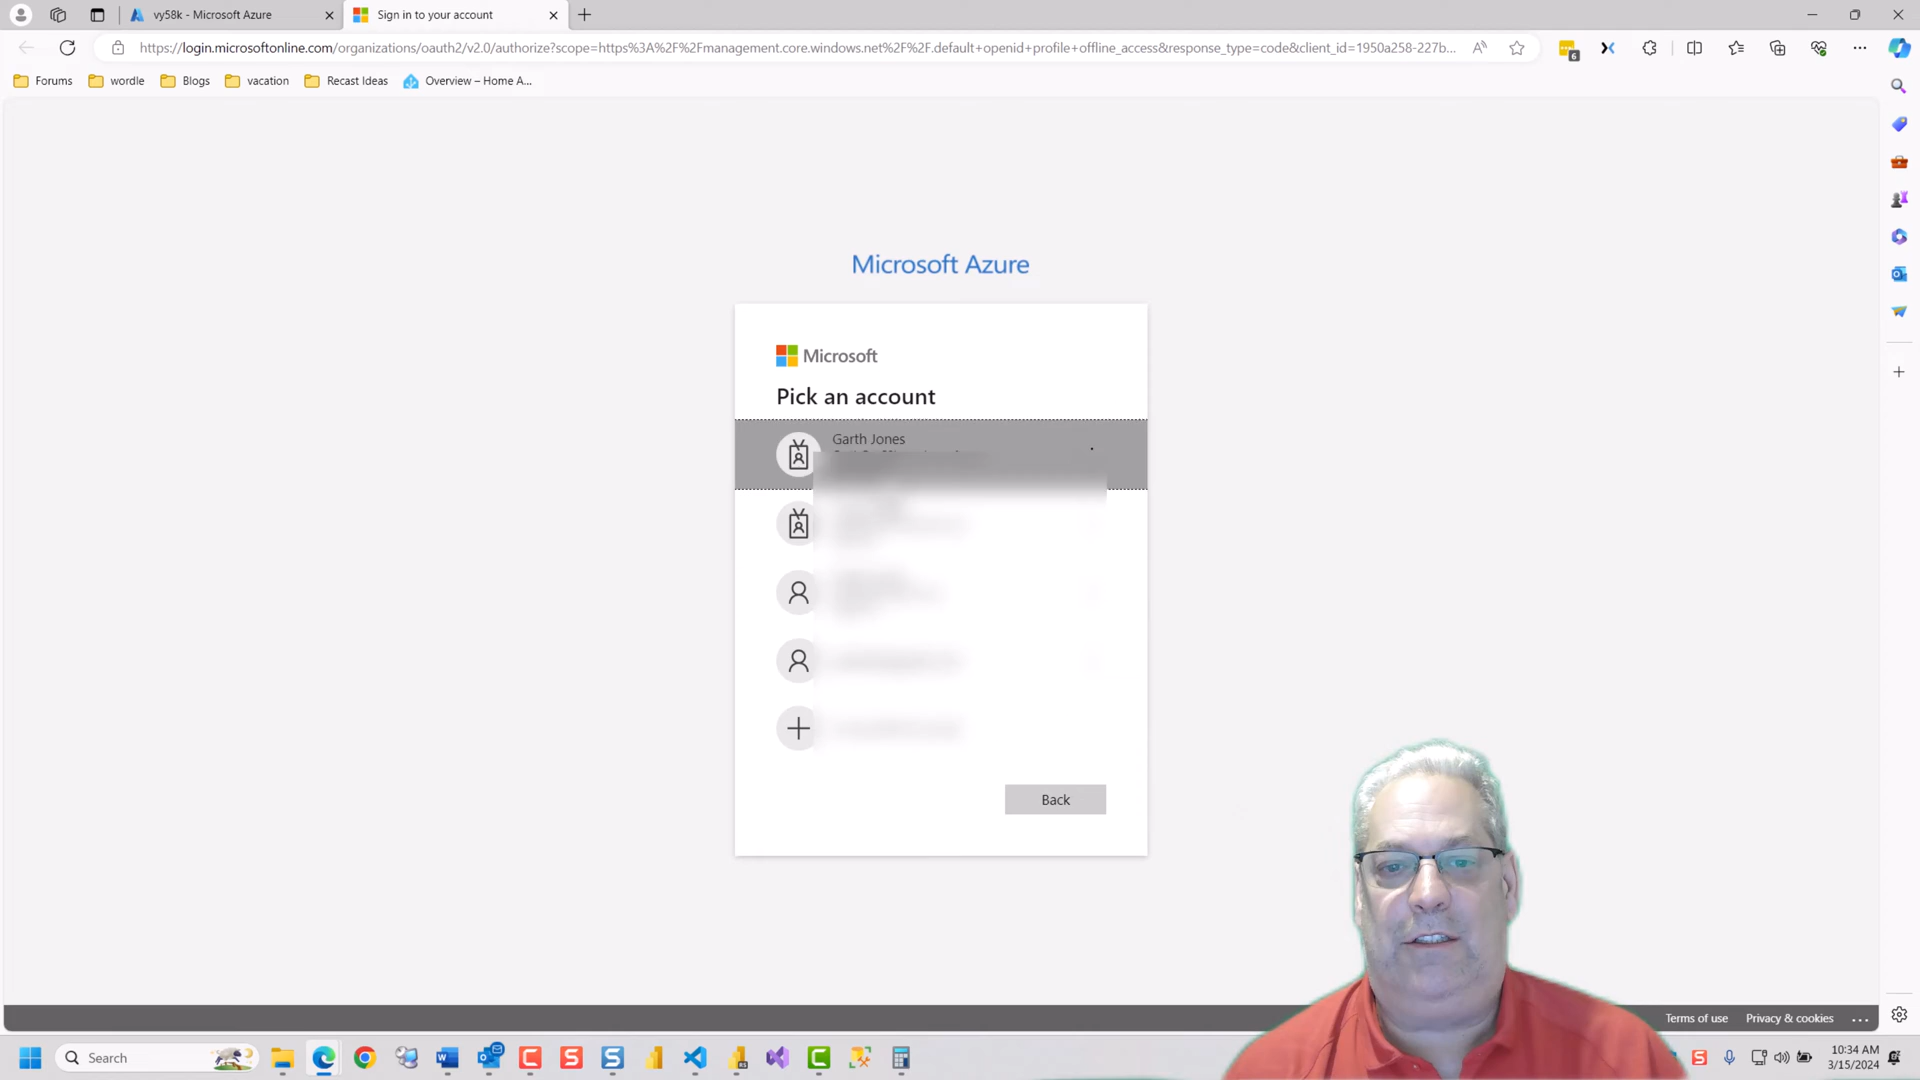 vy58k - Microsoft Azure
Sign in to your account
https://login.microsoftonline.com/organizations/oauth2/v2.0/authorize?scope=https%3A%2F%2Fmanagement.core.windows.net%2F%2F.default+openid+profile+offline_access&response_type=code&client_id=1950a258-227b...
6
Forums
wordle
Blogs
vacation
Recast Ideas
Overview – Home A...
Microsoft Azure
Microsoft
Pick an account
Garth Jones
Back
Terms of use
Privacy & cookies
Search
10:34 AM
3/15/2024